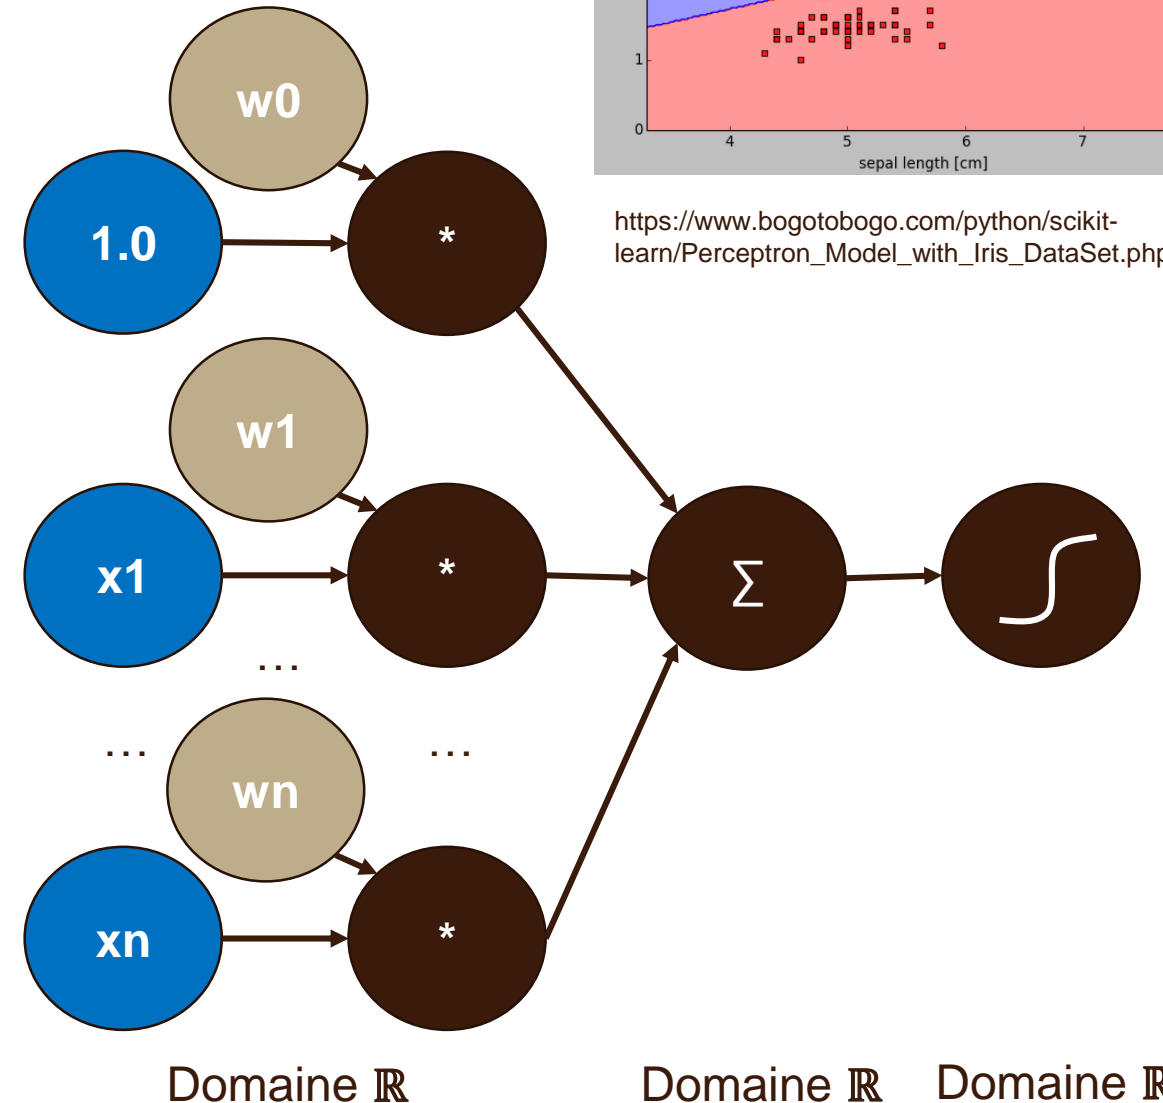 w0
1.0
*
1
0
4
5
6
7
sepal length [cm]
https://www.bogotobogo.com/python/scikit-
learn/Perceptron_Model_with_Iris_DataSet.php
w1
x1
*
∑
...
...
...
wn
xn
*
Domaine ℝ
Domaine ℝ
Domaine ℝ